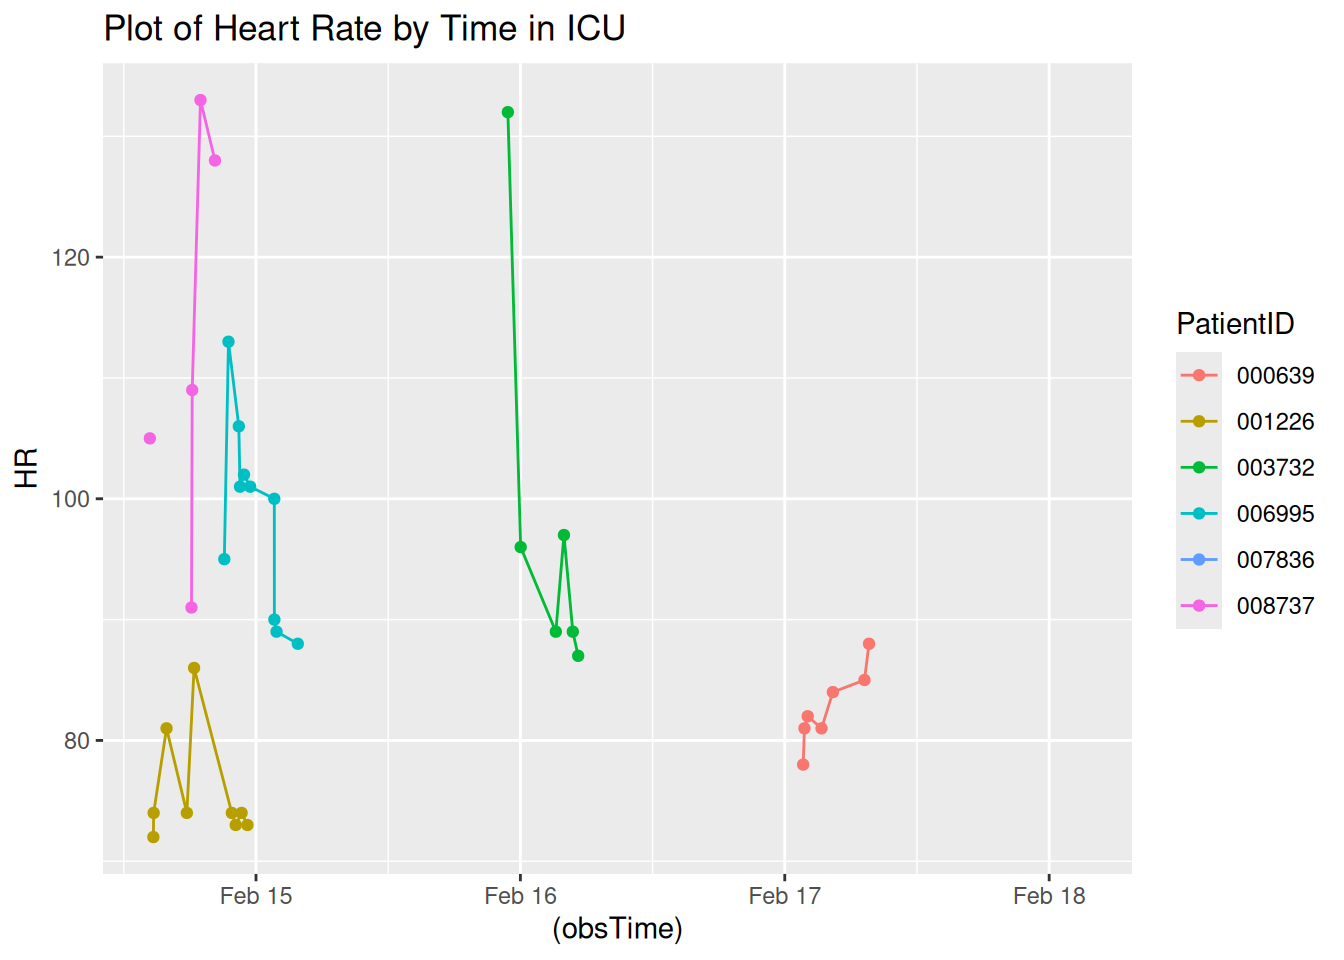 Plot of Heart Rate by Time in ICU
120
100
80
HR
Feb 15
Feb 16
Feb 17
Feb 18
(obsTime)
PatientID
000639
001226
003732
006995
007836
008737